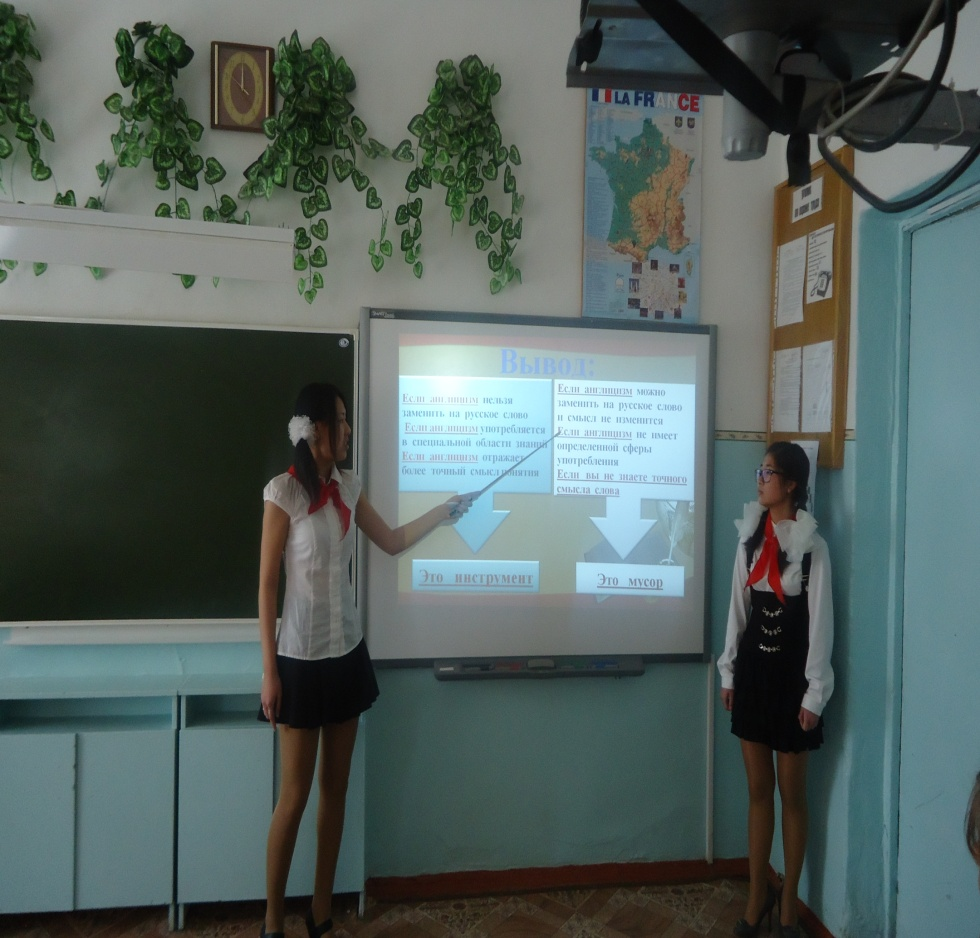 LA FRANCE
Вывод:
Если англицизм нельзя
заменить на русское слово
Если англицизм употребляется
в специальной области знаний
Если англицизм отражает
более точный смысл понятия
Если англицизм можно
заменить на русское слово
и смысл не изменится
Если англицизм не имеет
определенной сферы
употребления
Если вы не знаете точного
смысла слова
Это инструмент
Это мусор